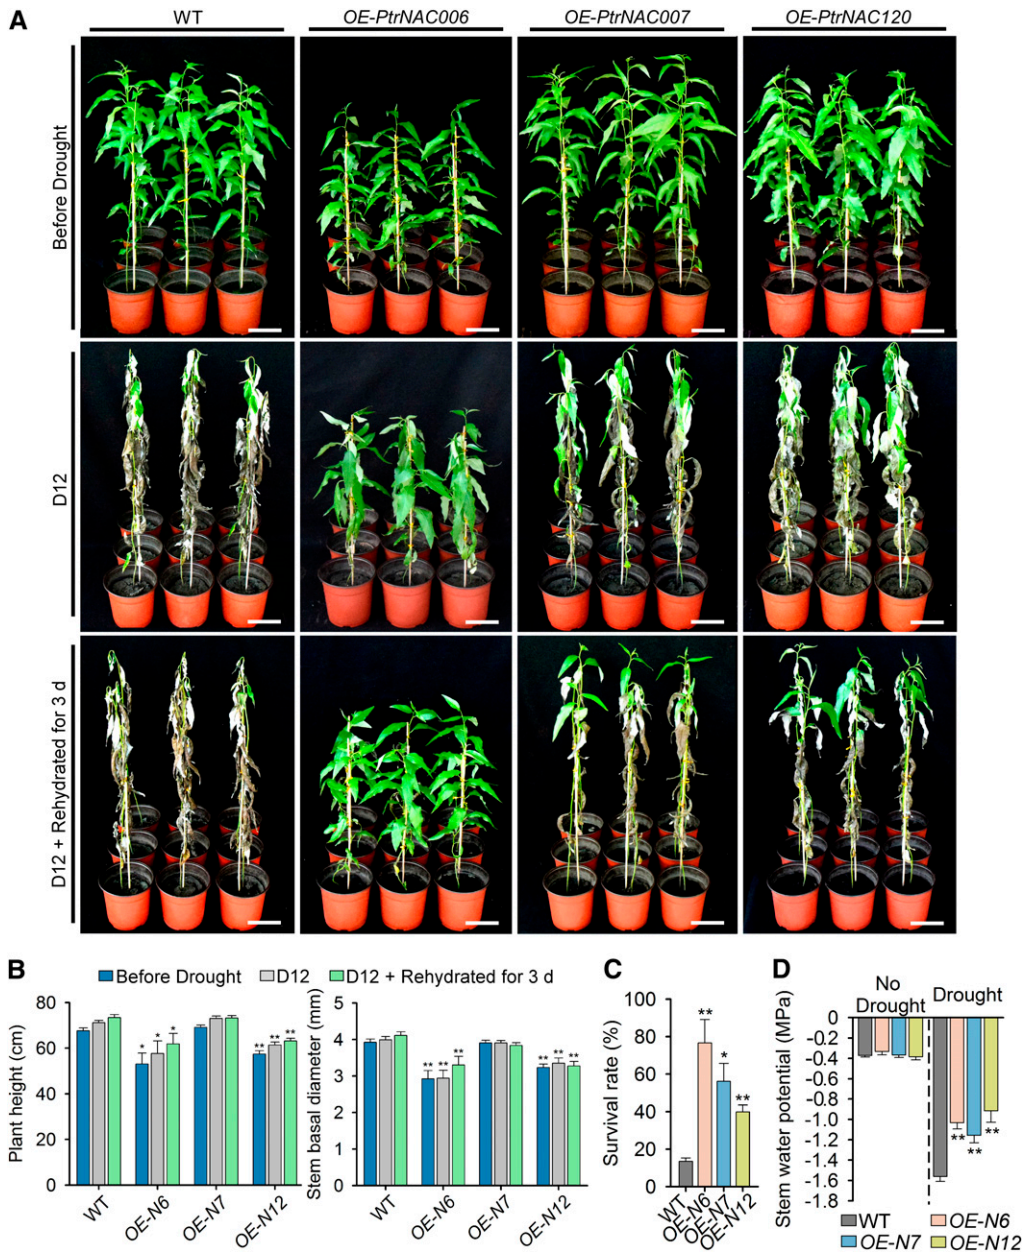 A
WT
OE-PtrNAC006
OE-PtrNAC007
OE-PtrNAC120
Before Drought
D12
D12 + Rehydrated for 3 d
B
Before Drought
D12
D12 + Rehydrated for 3 d
Plant height (cm)
80
60
40
20
0
* * *
** ** **
WT
OE-N6
OE-N7
OE-N12
Stem basal diameter (mm)
5
4
3
2
1
0
** ** **
** ** **
WT
OE-N6
OE-N7
OE-N12
C
Survival rate (%)
100
80
60
40
20
0
**
*
**
WT
OE-N6
OE-N7
OE-N12
D
No
Drought
Drought
Stem water potential (MPa)
0
-0.2
-0.4
-0.6
-0.8
-1.0
-1.2
-1.4
-1.6
-1.8
**
**
**
WT
OE-N6
OE-N7
OE-N12